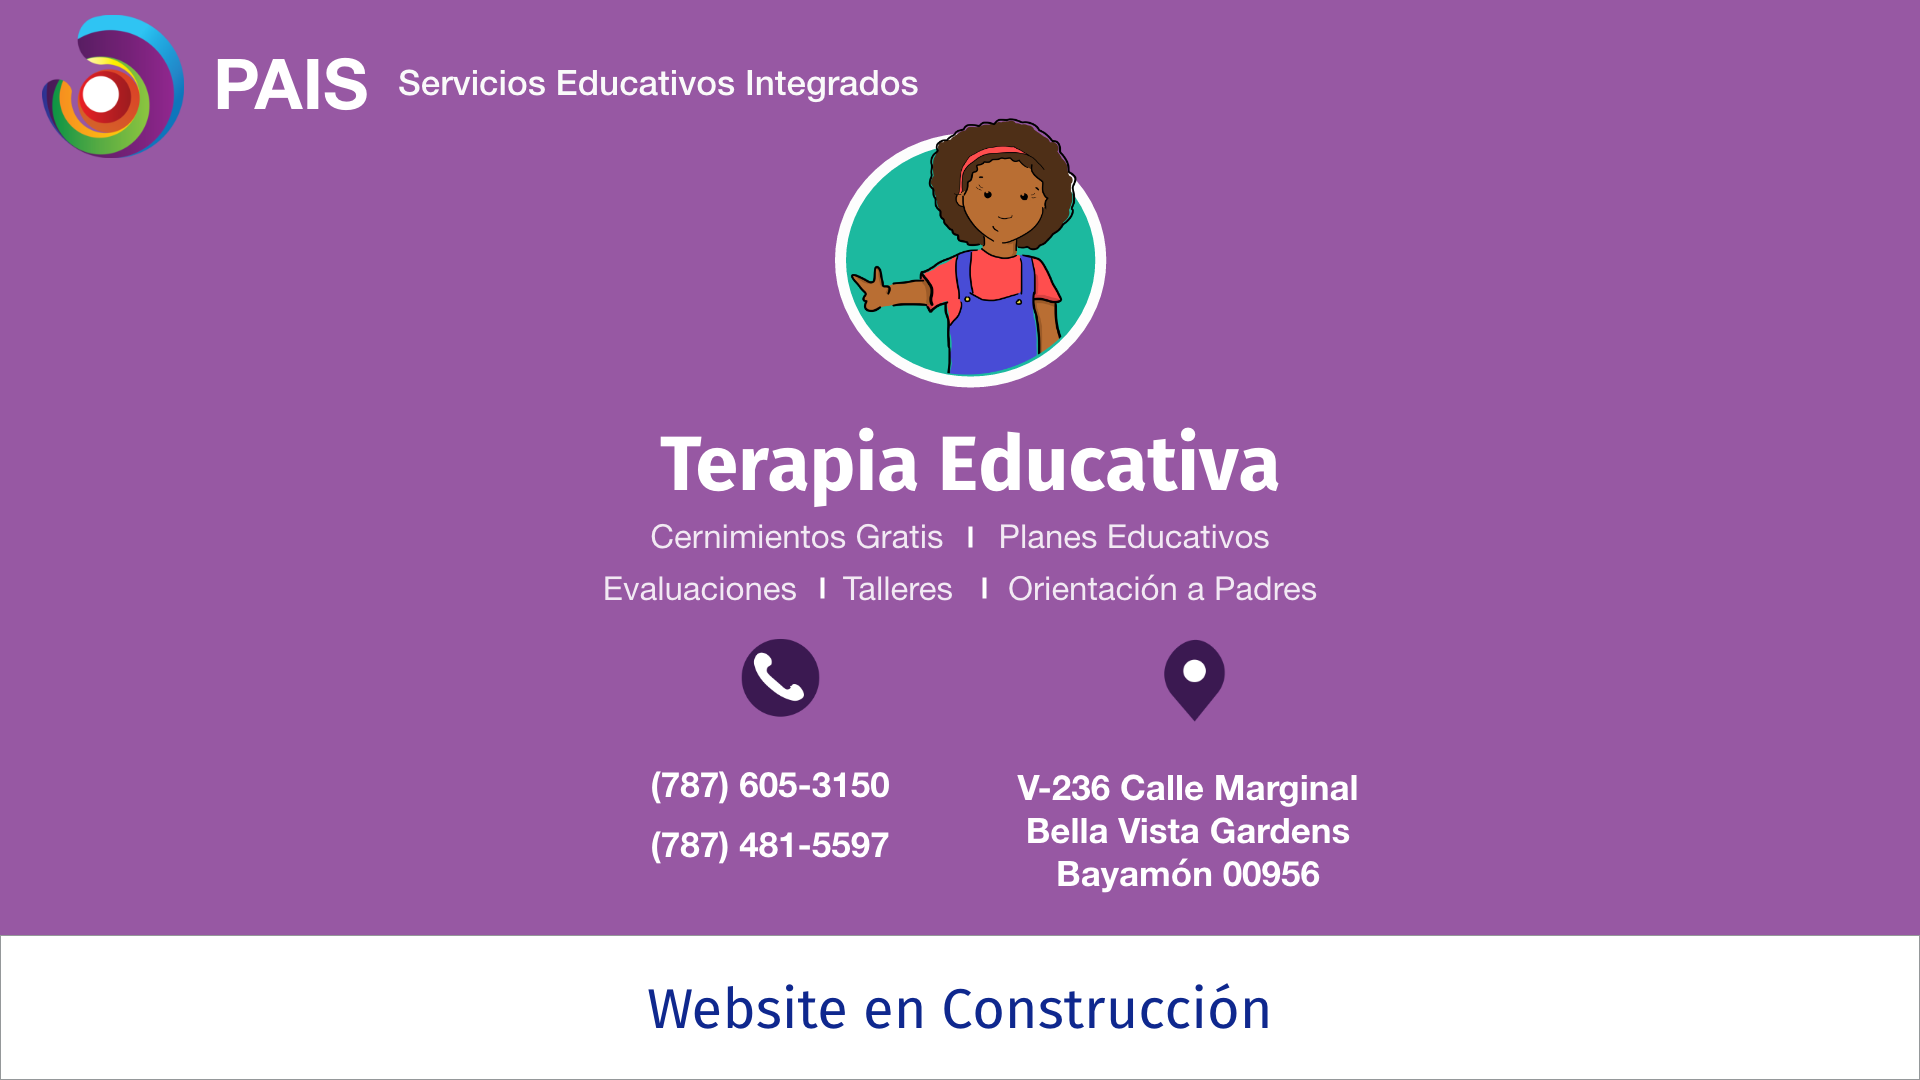 PAIS Servicios Educativos Integrados
Terapia Educativa
Cernimientos Gratis I Planes Educativos
Evaluaciones I Talleres I Orientación a Padres
(787) 605-3150
(787) 481-5597
V-236 Calle Marginal
Bella Vista Gardens
Bayamón 00956
Website en Construcción